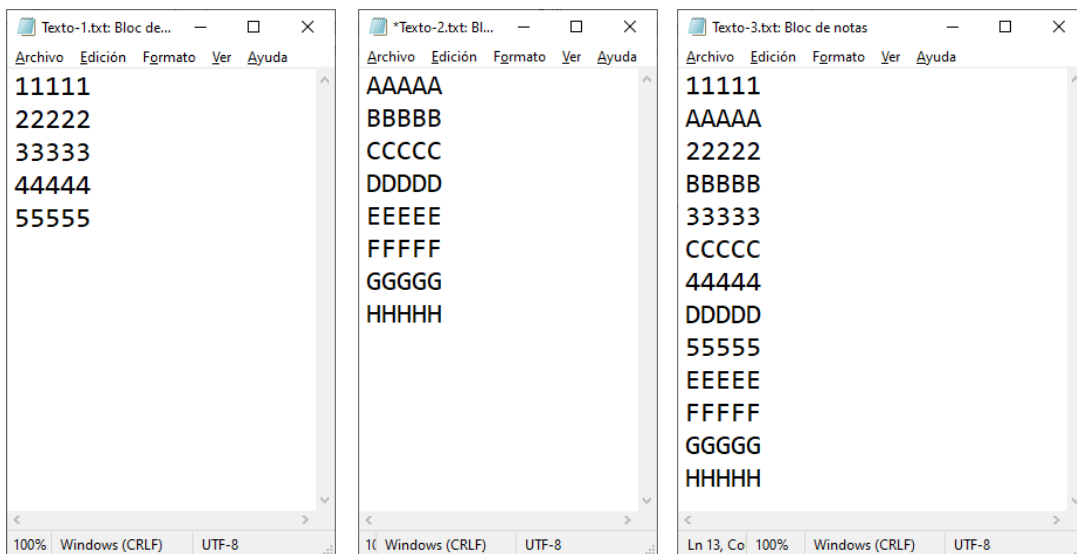 Texto-1.txt: Bloc de...
Archivo Edición Formato Ver Ayuda
11111
22222
33333
44444
55555
100% Windows (CRLF) UTF-8
*Texto-2.txt: Bl...
Archivo Edición Formato Ver Ayuda
AAAAA
BBBBB
CCCCC
DDDDD
EEEEE
FFFFF
GGGGG
HHHHH
10 Windows (CRLF) UTF-8
Texto-3.txt: Bloc de notas
Archivo Edición Formato Ver Ayuda
11111
AAAAA
22222
BBBBB
33333
CCCCC
44444
DDDDD
55555
EEEEE
FFFFF
GGGGG
HHHHH
Ln 13, Co 100% Windows (CRLF) UTF-8